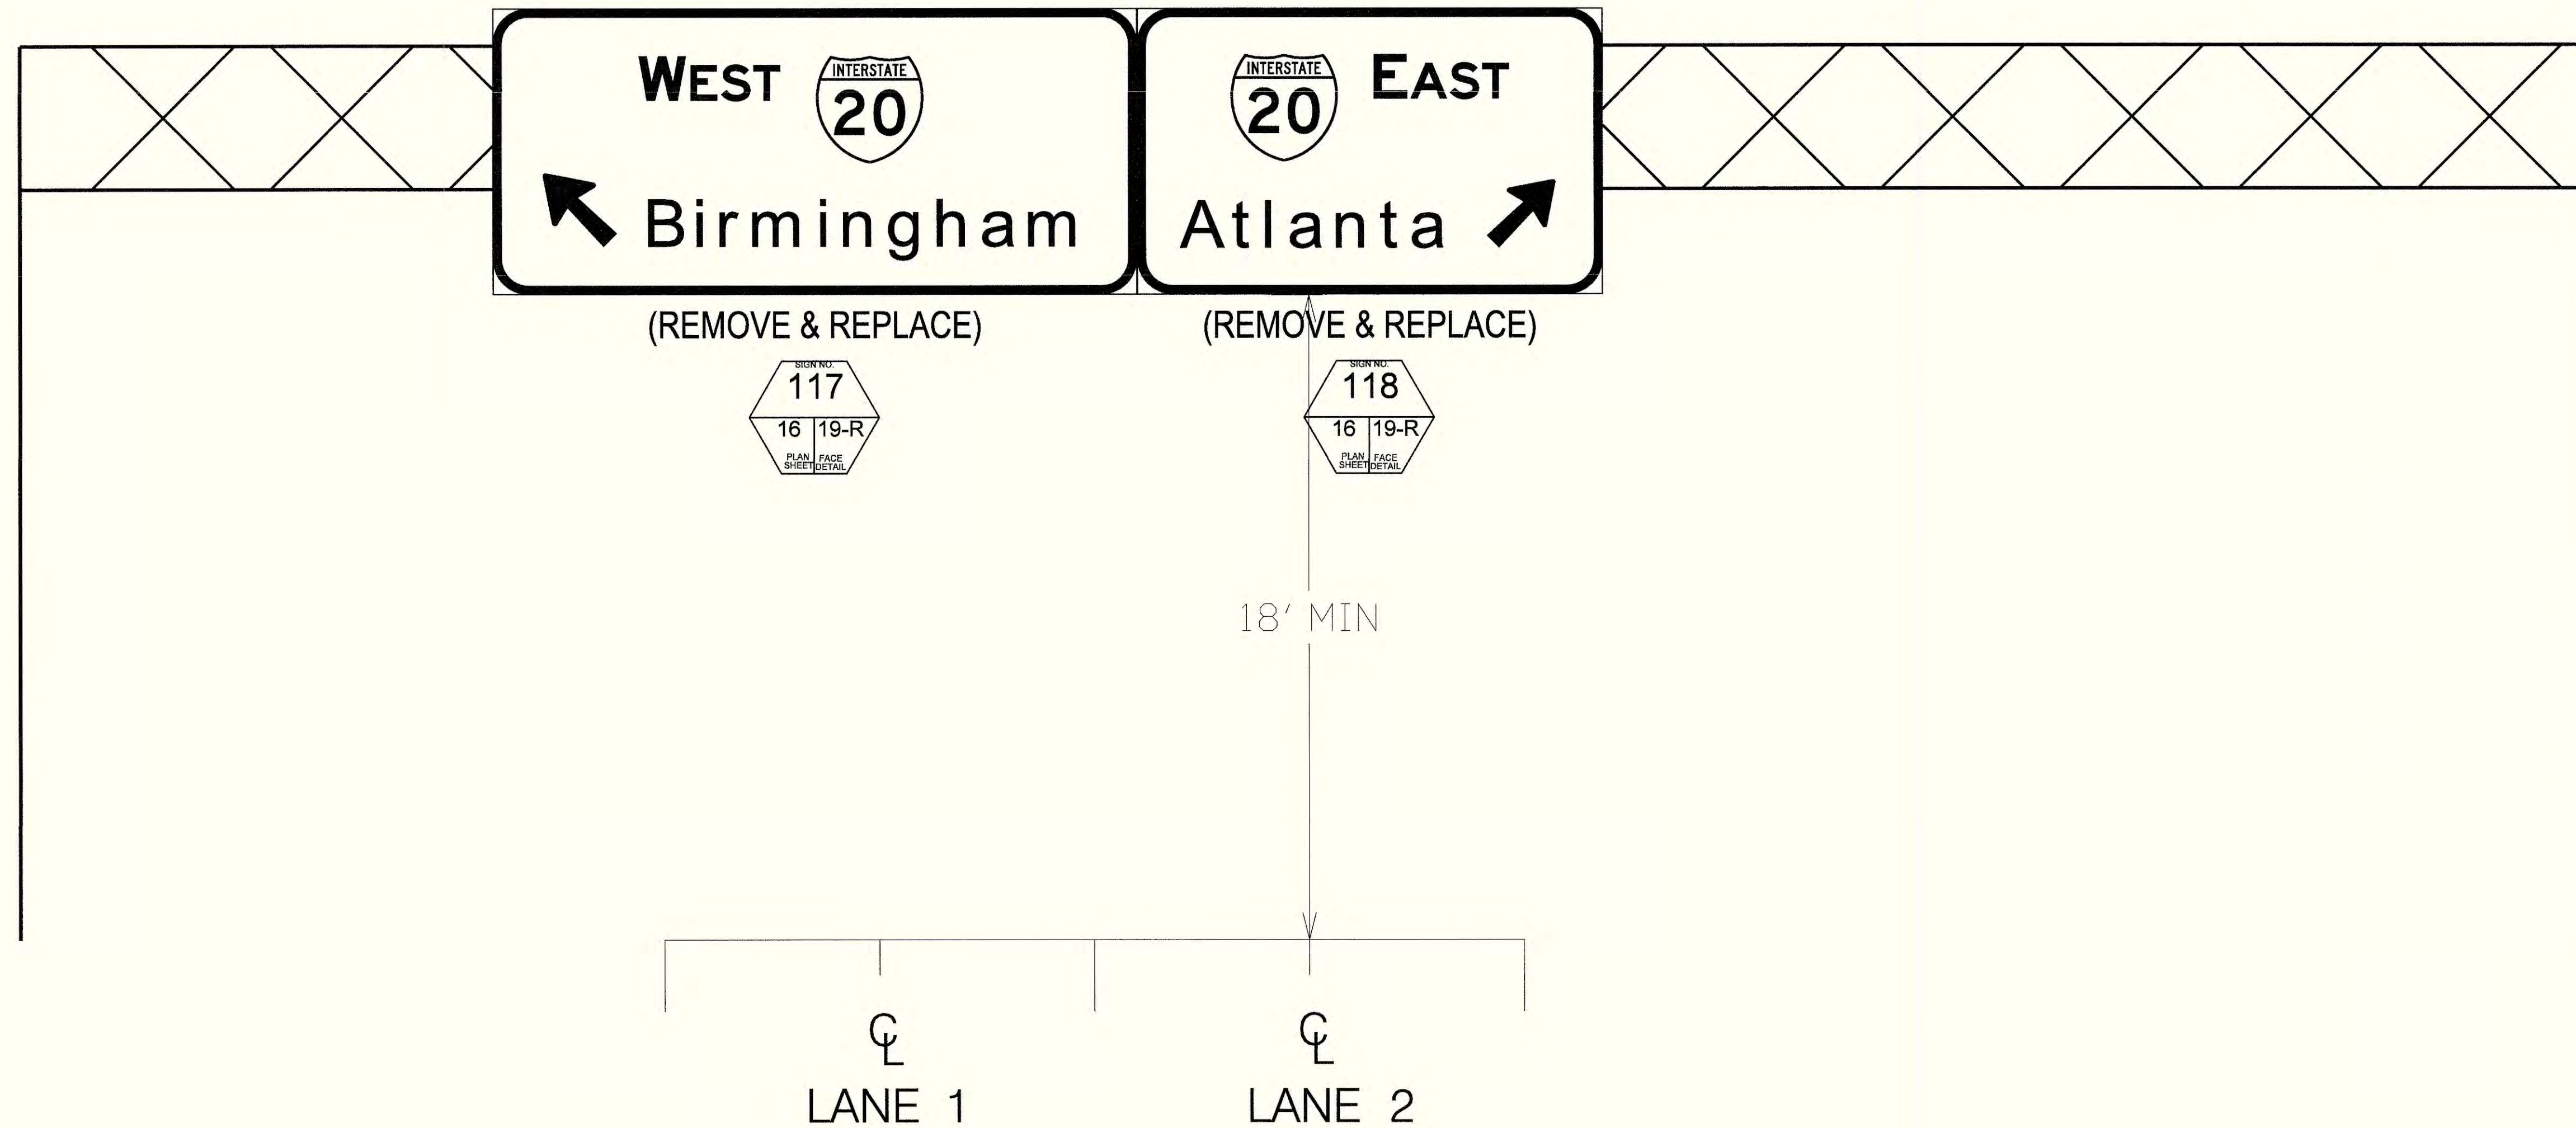 WEST INTERSTATE 20
Birmingham
INTERSTATE 20 EAST
Atlanta
(REMOVE & REPLACE)
(REMOVE & REPLACE)
SIGN NO.
117
16 19-R
PLAN SHEET FACE DETAIL
SIGN NO.
118
16 19-R
PLAN SHEET FACE DETAIL
18' MIN
CL
LANE 1
CL
LANE 2